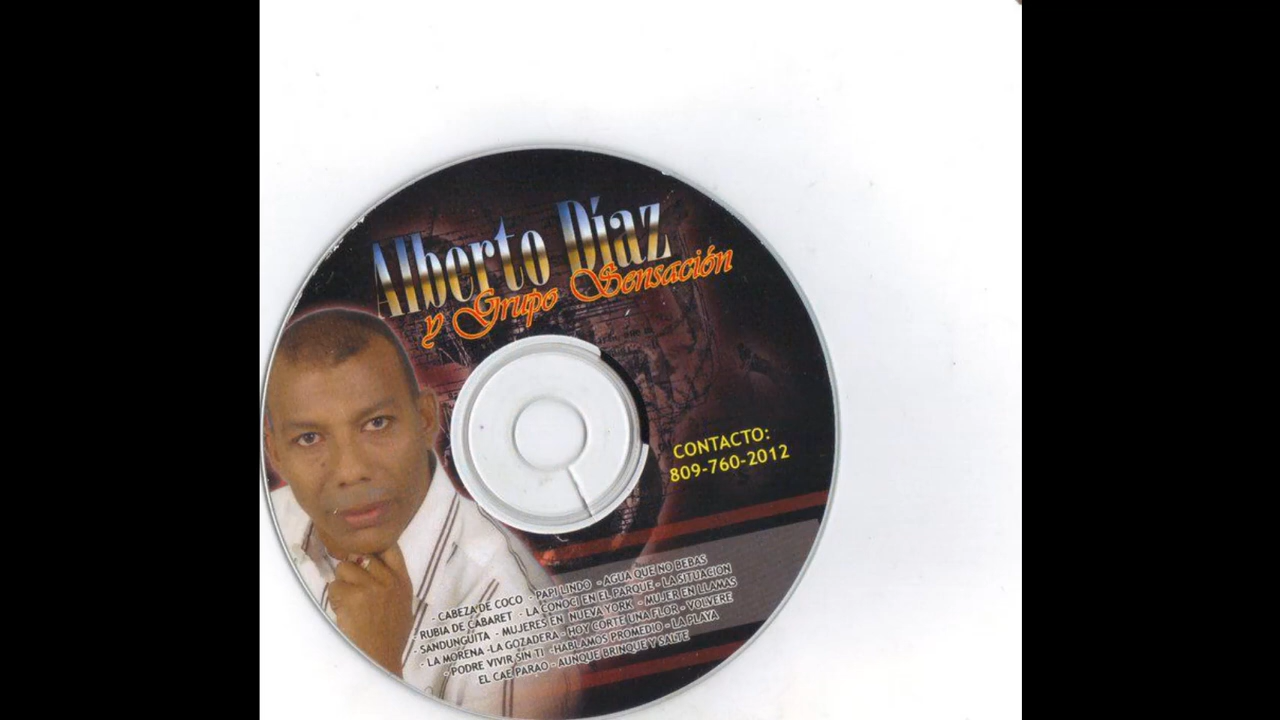 Alberto Díaz
y Grupo Sensación
CONTACTO:
809-760-2012
- CABEZA DE COCO - PAPI LINDO - AGUA QUE NO BEBAS
- RUBIA DE CABARET - LA CONOCI EN EL PARQUE - LA SITUACION
- SANDUNGUITA - MUJERES EN NUEVA YORK - MUJER EN LLAMAS
- LA MORENA -LA GOZADERA - HOY CORTE UNA FLOR - VOLVERE
- PODRE VIVIR SIN TI -HABLAMOS PROMEDIO - LA PLAYA
EL CAE PARAO - AUNQUE BRINQUE Y SALTE